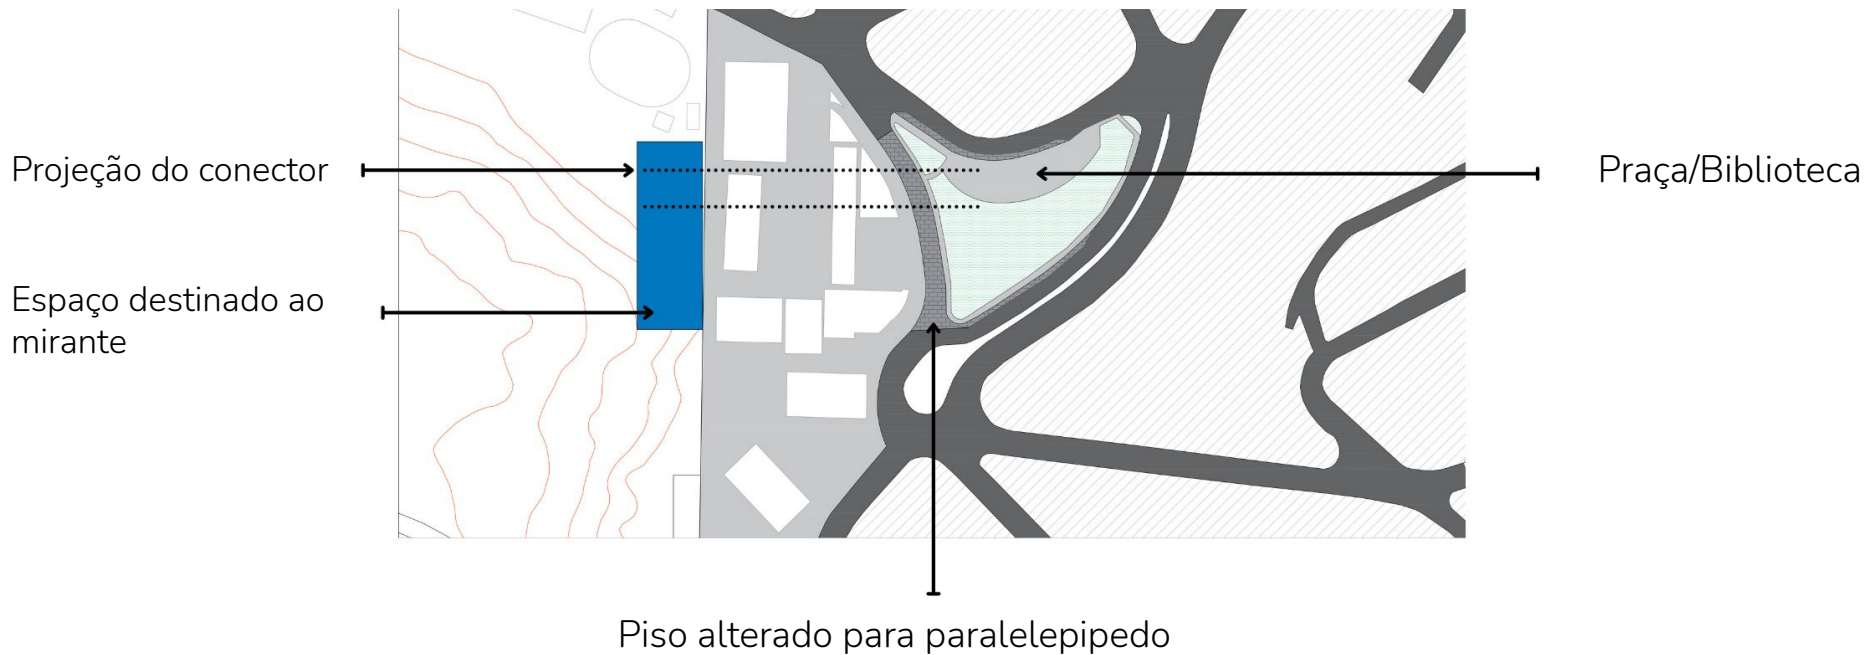 Projeção do conector
Praça/Biblioteca
Espaço destinado ao
mirante
Piso alterado para paralelepipedo